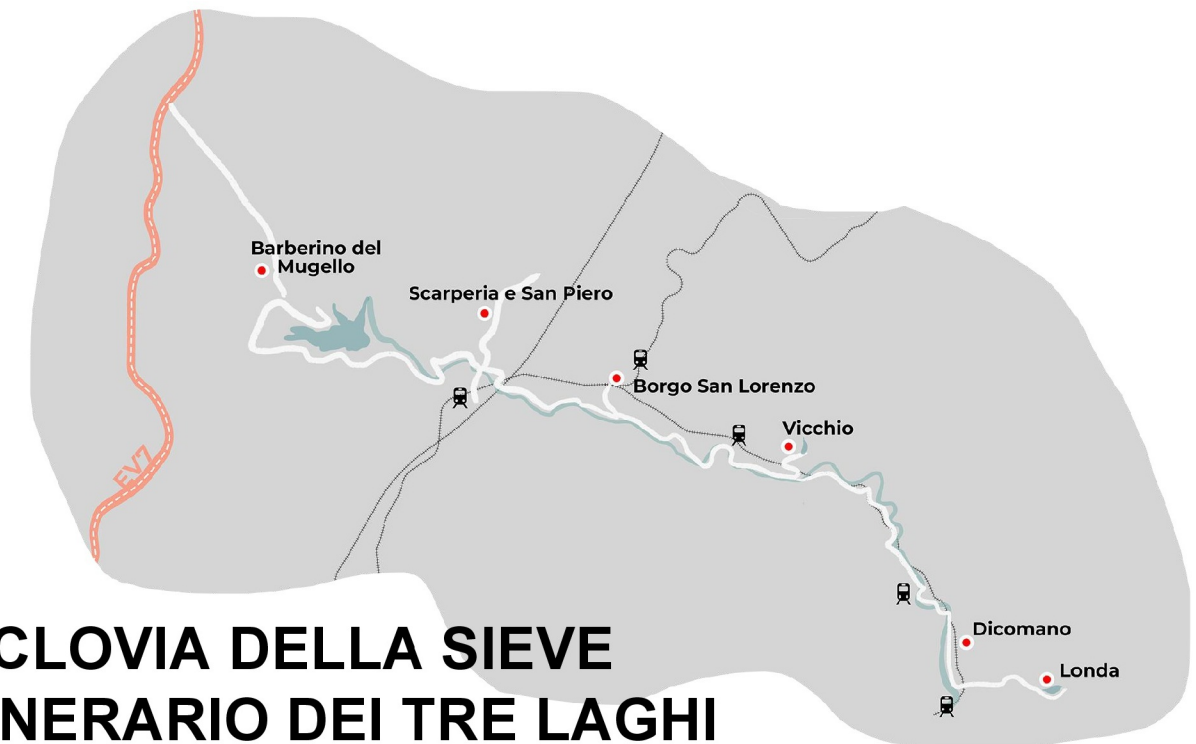 Barberino del
Mugello
Scarperia e San Piero
Borgo San Lorenzo
Vicchio
EV7
Dicomano
Londa
CLOVIA DELLA SIEVE
NERARIO DEI TRE LAGHI